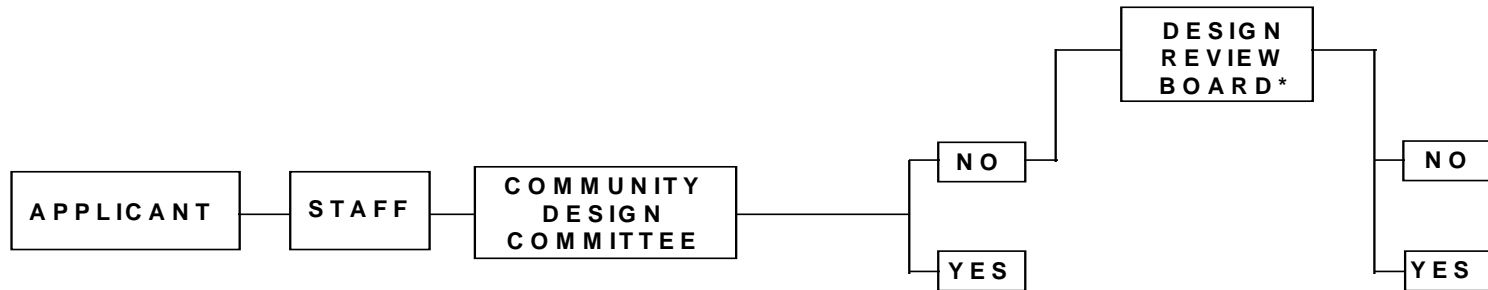 APPLICANT
STAFF
COMMUNITY
DESIGN
COMMITTEE
NO
YES
DESIGN
REVIEW
BOARD*
NO
YES